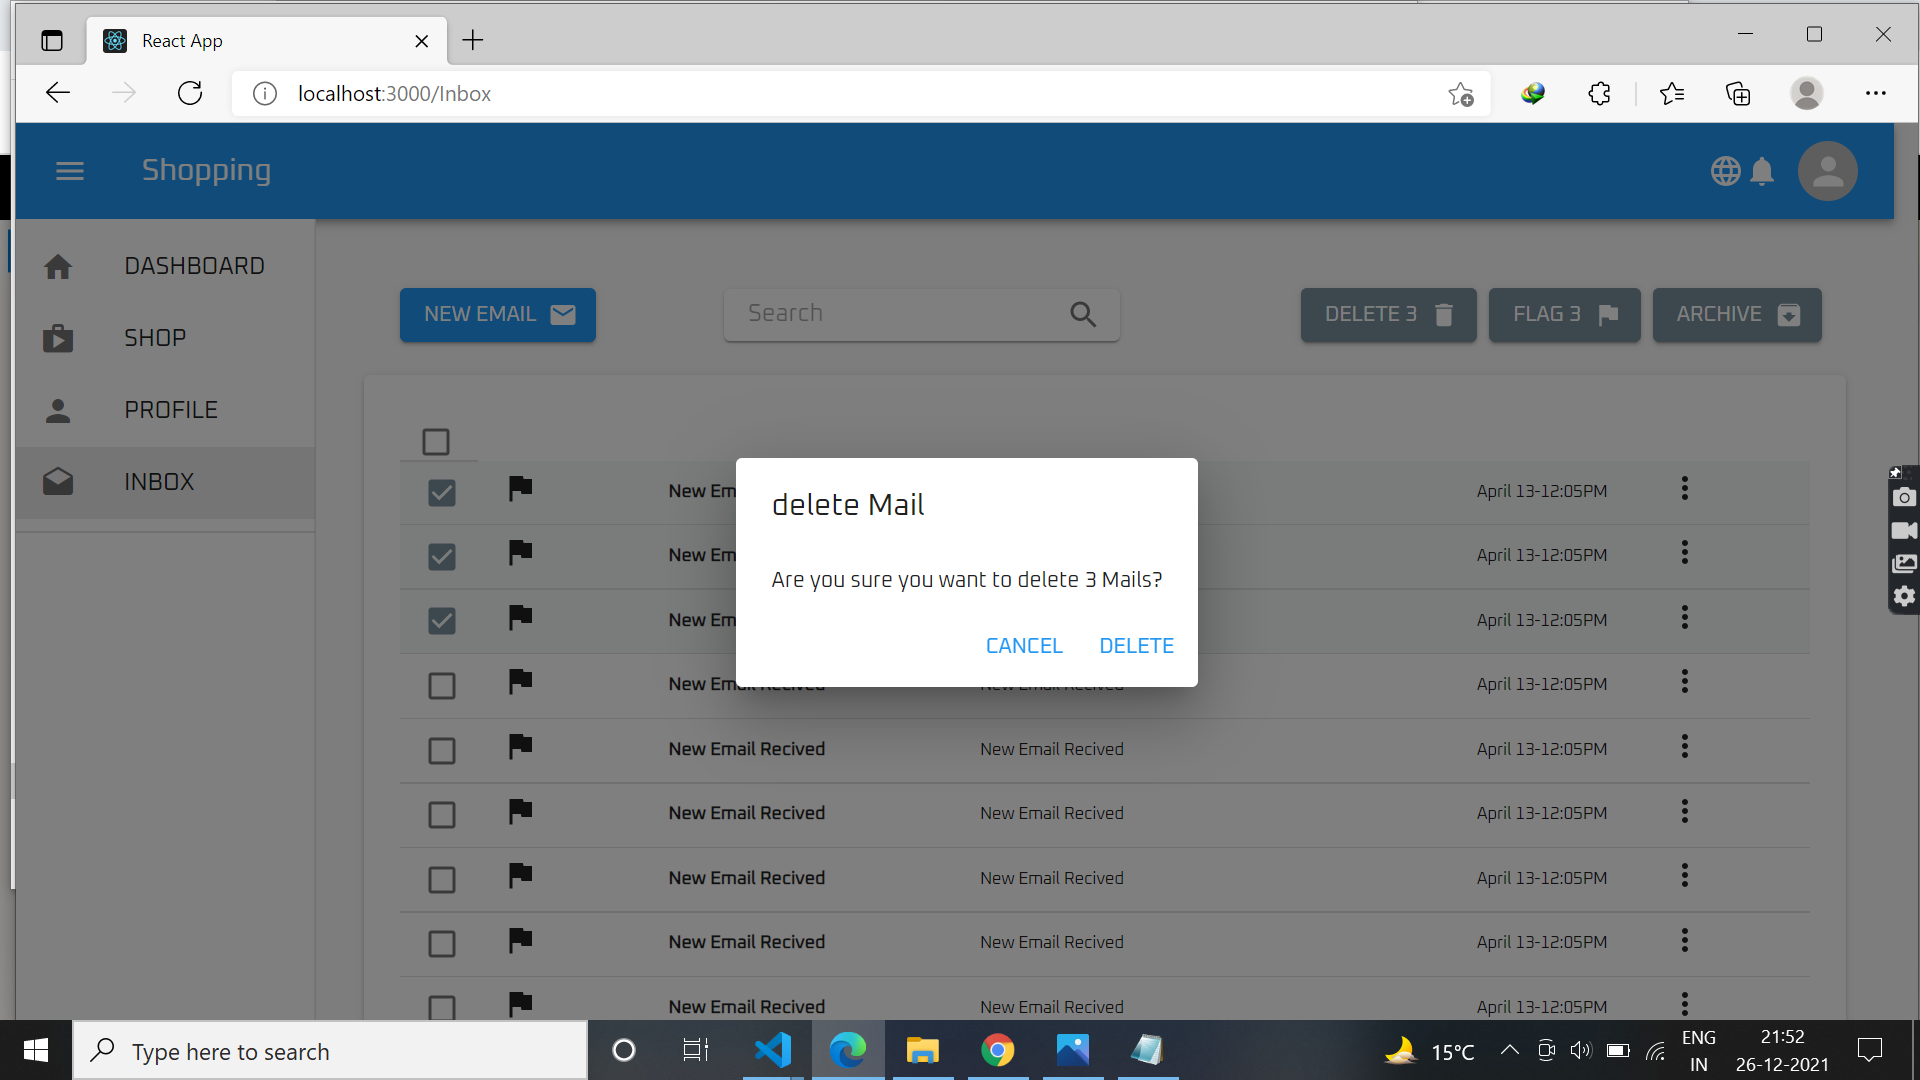 React App
localhost:3000/Inbox
Shopping
DASHBOARD
SHOP
PROFILE
INBOX
NEW EMAIL
Search
DELETE 3
FLAG 3
ARCHIVE
New Em April 13-12:05PM
New Em April 13-12:05PM
New Em April 13-12:05PM
New Email Recived New Email Recived April 13-12:05PM
New Email Recived New Email Recived April 13-12:05PM
New Email Recived New Email Recived April 13-12:05PM
New Email Recived New Email Recived April 13-12:05PM
New Email Recived New Email Recived April 13-12:05PM
New Email Recived New Email Recived April 13-12:05PM
delete Mail
Are you sure you want to delete 3 Mails?
CANCEL DELETE
Type here to search
15°C
ENG
IN
21:52
26-12-2021